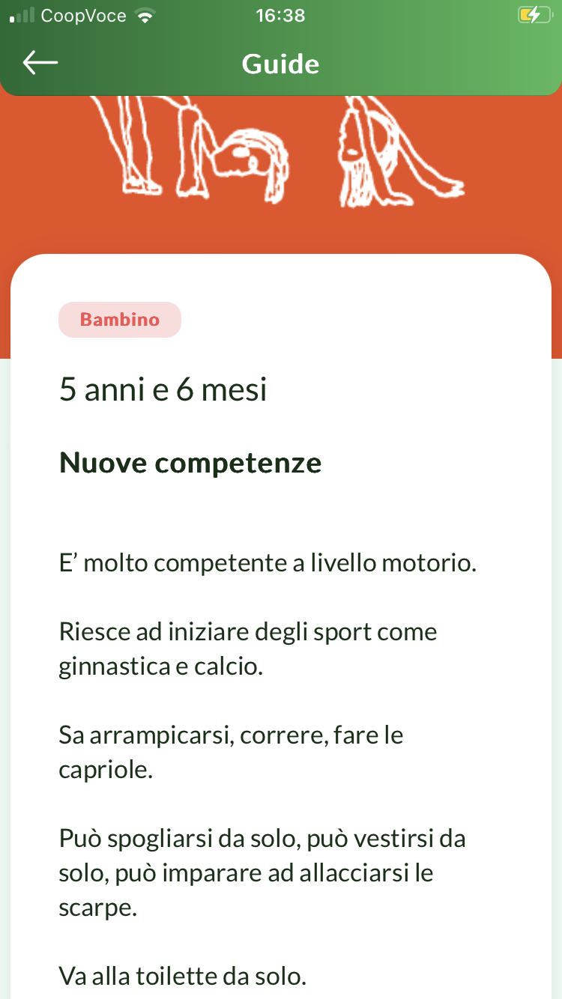 CoopVoce 16:38
Guide
Bambino
5 anni e 6 mesi
Nuove competenze
E’ molto competente a livello motorio.
Riesce ad iniziare degli sport come
ginnastica e calcio.
Sa arrampicarsi, correre, fare le
capriole.
Può spogliarsi da solo, può vestirsi da
solo, può imparare ad allacciarsi le
scarpe.
Va alla toilette da solo.